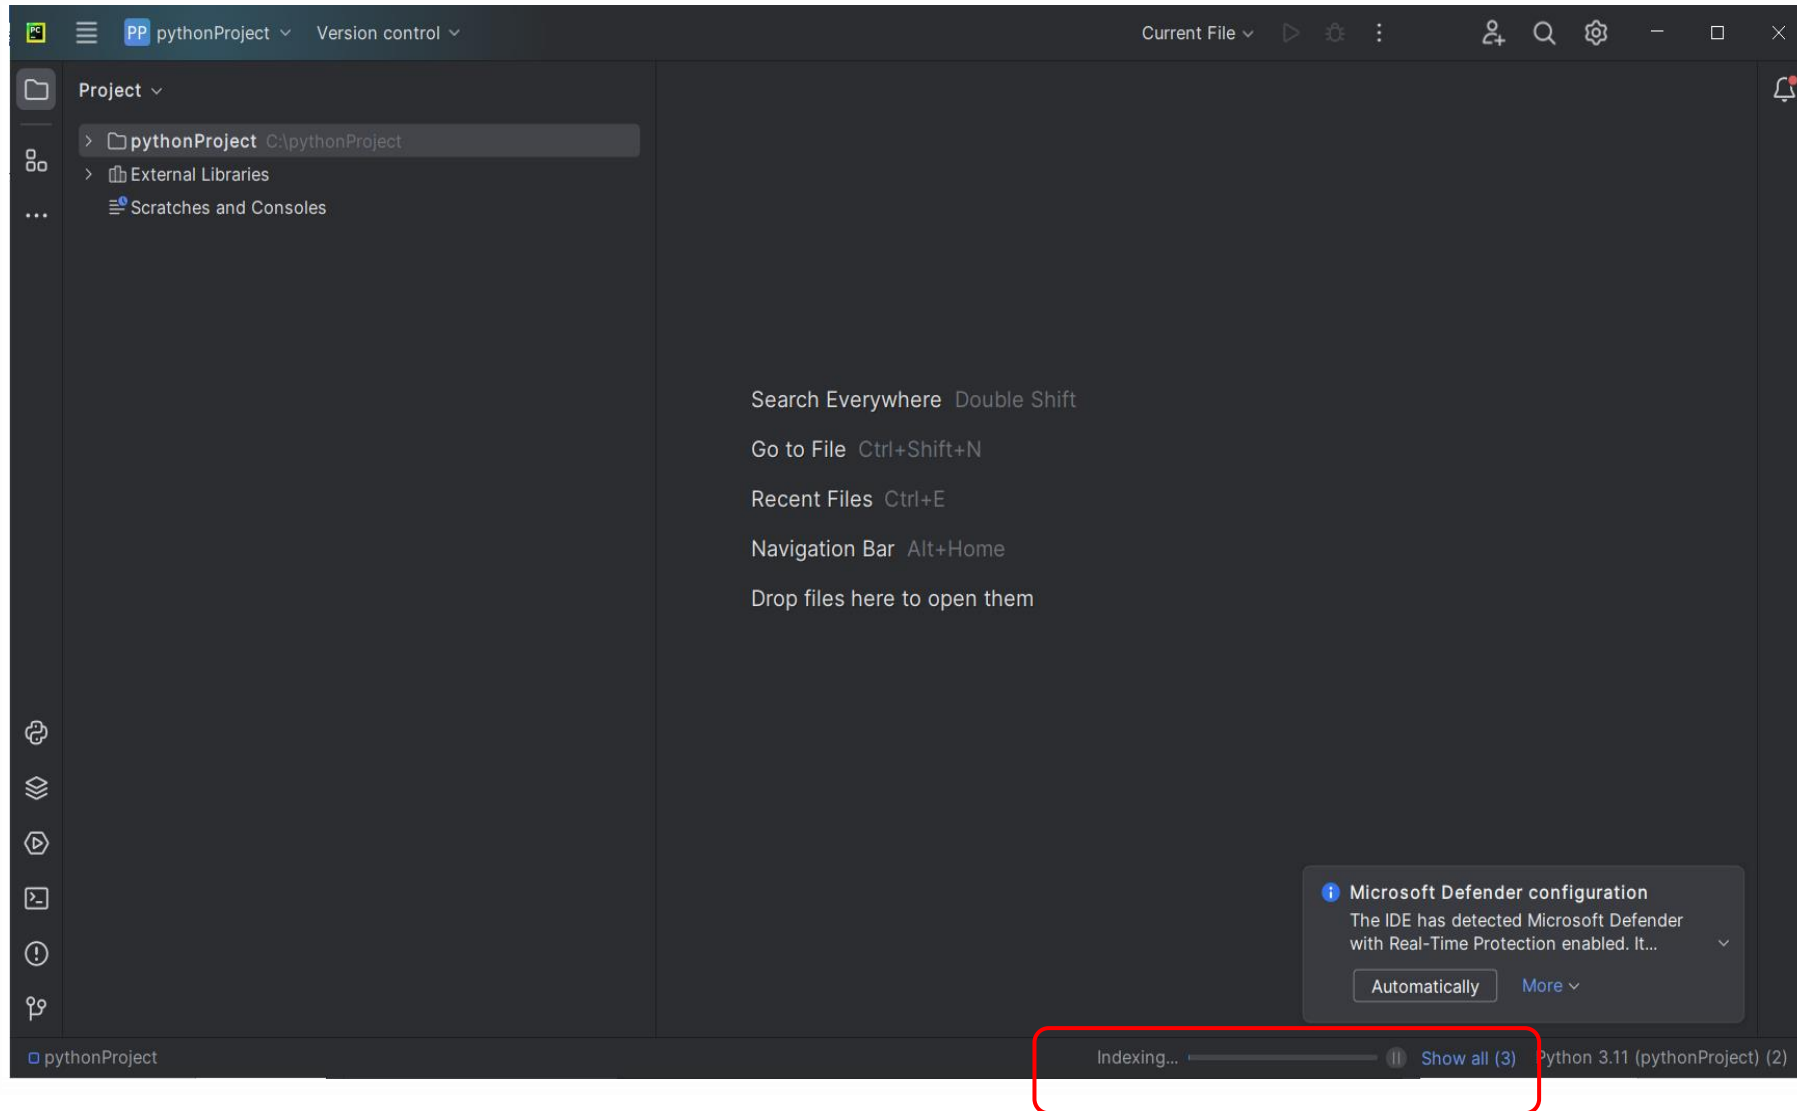 PC
PP pythonProject Version control Current File
Project
pythonProject C:\pythonProject
External Libraries
Scratches and Consoles
Search Everywhere Double Shift
Go to File Ctrl+Shift+N
Recent Files Ctrl+E
Navigation Bar Alt+Home
Drop files here to open them
Microsoft Defender configuration
The IDE has detected Microsoft Defender
with Real-Time Protection enabled. It...
Automatically More
pythonProject Indexing... Show all (3) Python 3.11 (pythonProject) (2)